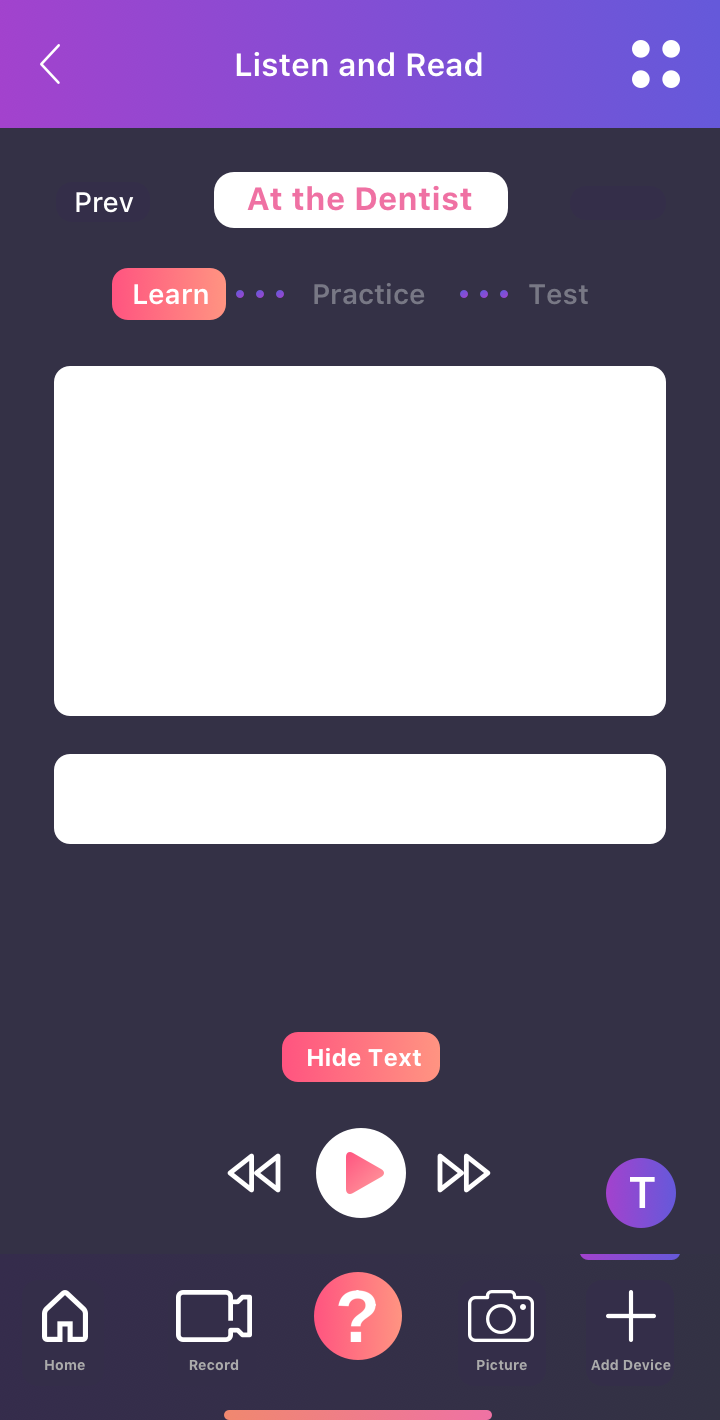 Listen and Read
Prev
At the Dentist
Learn
Practice
Test
Hide Text
T
?
Home
Record
Picture
Add Device